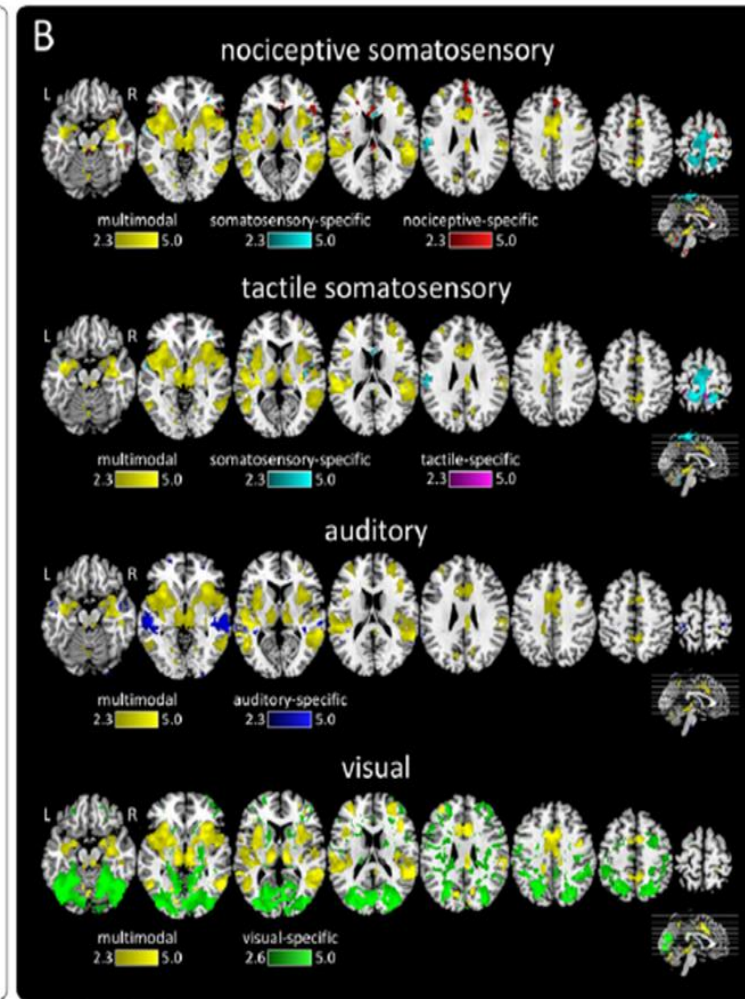 B
nociceptive somatosensory
L R
multimodal somatosensory-specific nociceptive-specific
2.3 5.0 2.3 5.0 2.3 5.0
tactile somatosensory
L R
multimodal somatosensory-specific tactile-specific
2.3 5.0 2.3 5.0 2.3 5.0
auditory
L R
multimodal auditory-specific
2.3 5.0 2.3 5.0
visual
L R
multimodal visual-specific
2.3 5.0 2.6 5.0